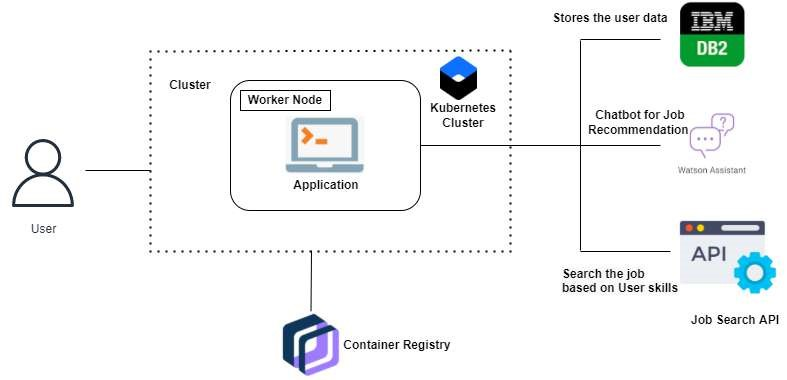 Stores the user data
IBM
DB2
Cluster
Worker Node
Kubernetes
Cluster
Application
Chatbot for Job
Recommendation
?
Watson Assistant
User
API
Search the job
based on User skills
Job Search API
Container Registry